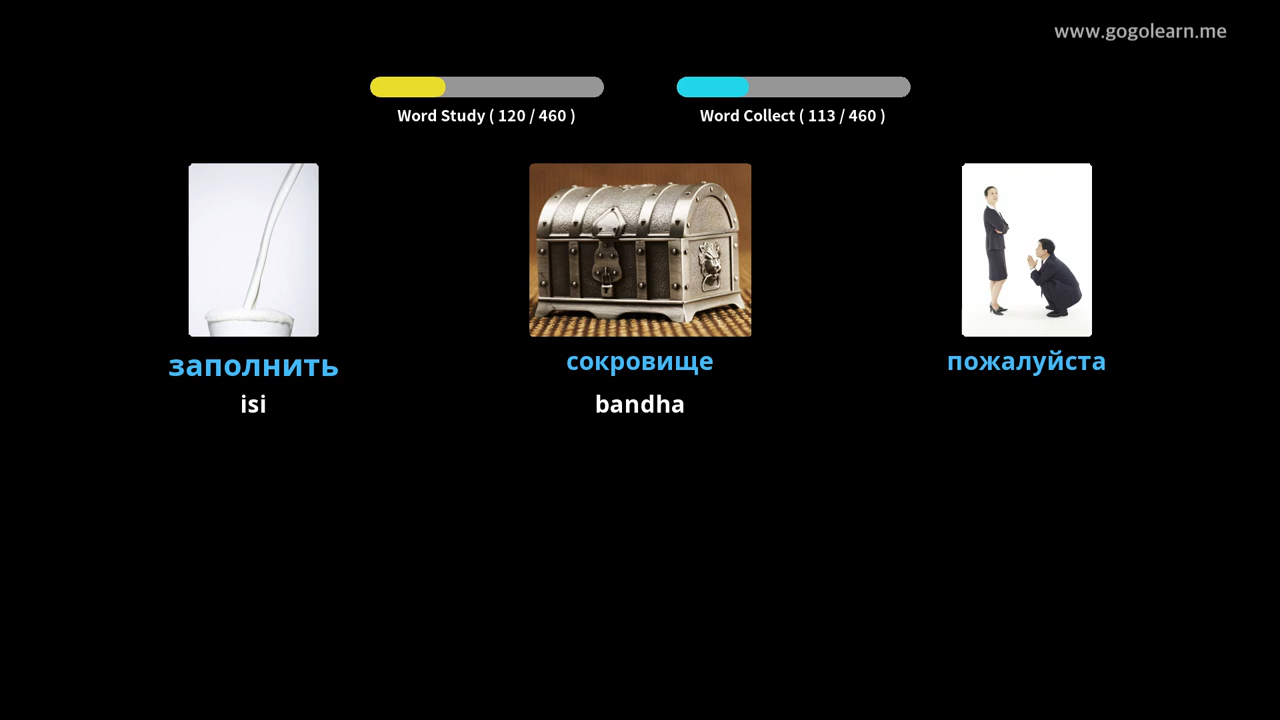 www.gogolearn.me
Word Study ( 120 / 460 )
Word Collect ( 113 / 460 )
заполнить
сокровище
пожалуйста
isi
bandha